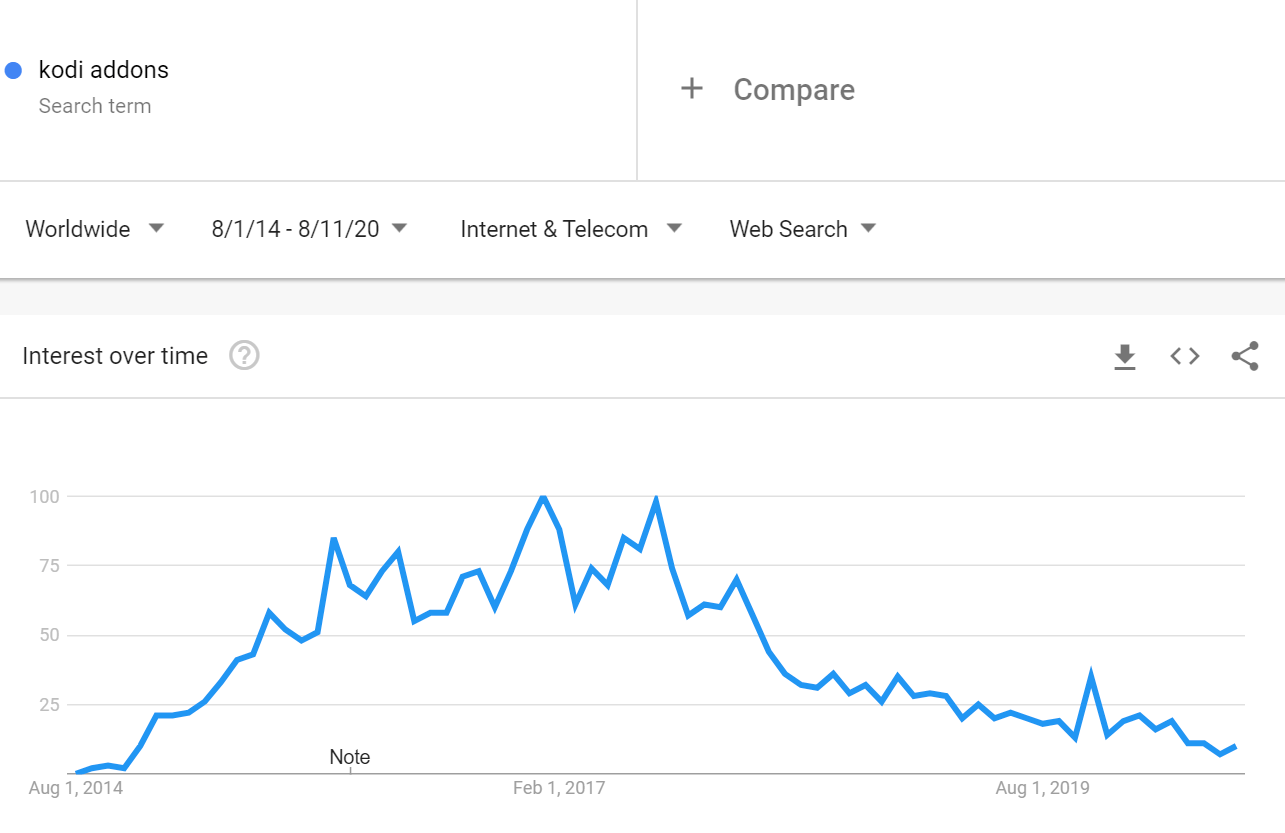 kodi addons
Search term
Compare
Worldwide
8/1/14 - 8/11/20
Internet & Telecom
Web Search
Interest over time
?
100
75
50
25
Note
Aug 1, 2014
Feb 1, 2017
Aug 1, 2019